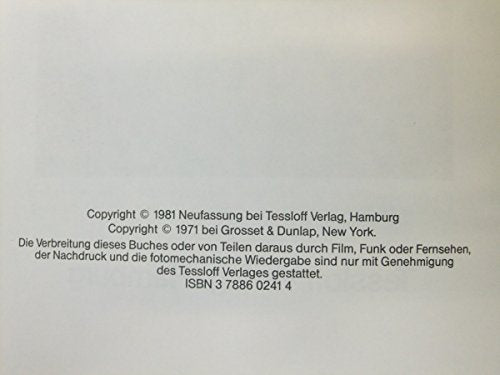 Copyright © 1981 Neufassung bei Tessloff Verlag, Hamburg
Copyright © 1971 bei Grosset & Dunlap, New York.
Die Verbreitung dieses Buches oder von Teilen daraus durch Film, Funk oder Fernsehen,
der Nachdruck und die fotomechanische Wiedergabe sind nur mit Genehmigung
des Tessloff Verlages gestattet.
ISBN 3 7886 0241 4